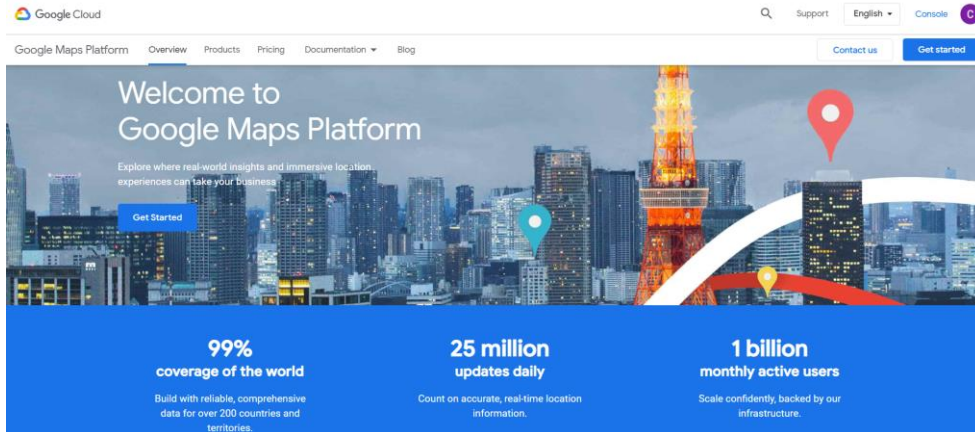 Google Cloud
Support
English
Console
C
Google Maps Platform
Overview
Products
Pricing
Documentation
Blog
Contact us
Get started
Welcome to
Google Maps Platform
Explore where real-world insights and immersive location
experiences can take your business
Get Started
99%
coverage of the world
Build with reliable, comprehensive
data for over 200 countries and
territories.
25 million
updates daily
Count on accurate, real-time location
information.
1 billion
monthly active users
Scale confidently, backed by our
infrastructure.